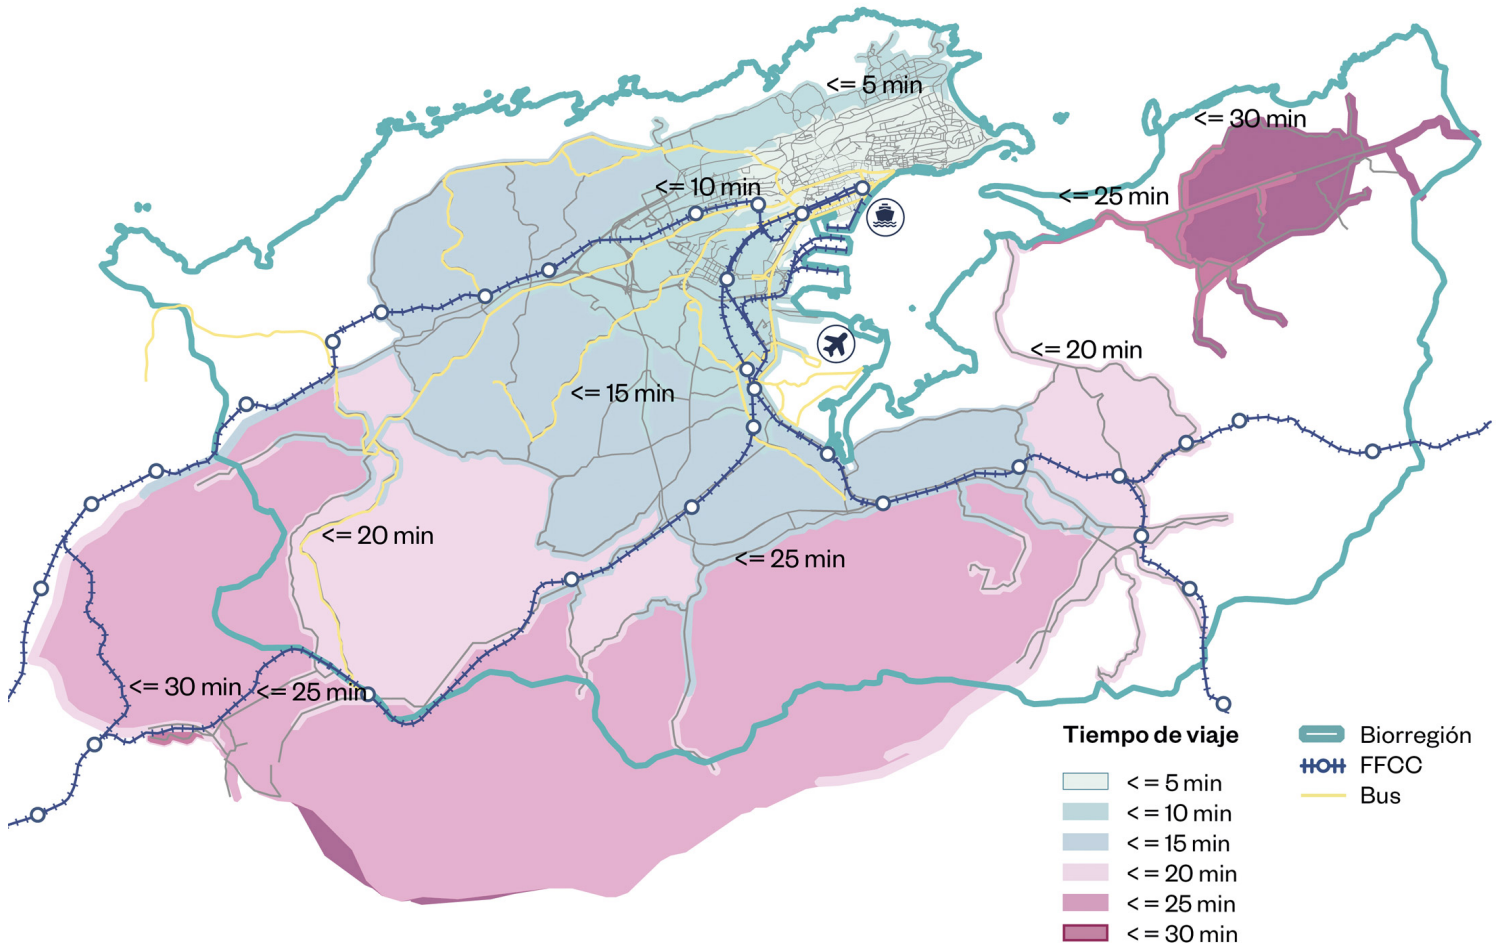 <= 5 min
<= 30 min
<= 10 min
<= 25 min
<= 20 min
<= 15 min
<= 20 min
<= 25 min
<= 30 min
<= 25 min
Tiempo de viaje
< = 5 min
< = 10 min
< = 15 min
< = 20 min
< = 25 min
< = 30 min
Biorregión
FFCC
Bus